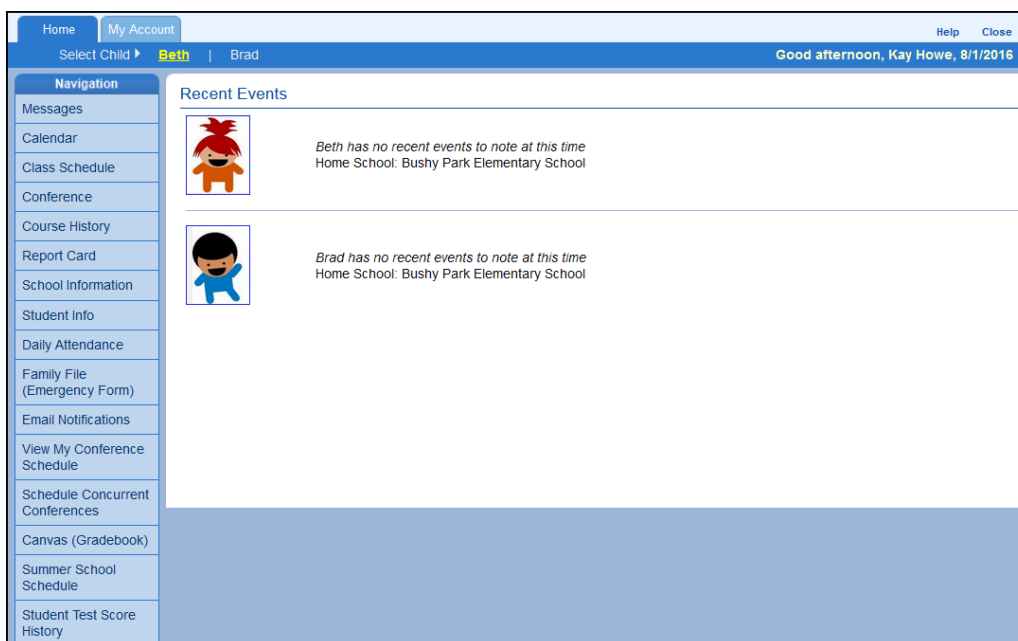 Home My Account Help Close
Select Child Beth | Brad Good afternoon, Kay Howe, 8/1/2016
Navigation
Messages
Calendar
Class Schedule
Conference
Course History
Report Card
School Information
Student Info
Daily Attendance
Family File
(Emergency Form)
Email Notifications
View My Conference
Schedule
Schedule Concurrent
Conferences
Canvas (Gradebook)
Summer School
Schedule
Student Test Score
History
Recent Events
Beth has no recent events to note at this time
Home School: Bushy Park Elementary School
Brad has no recent events to note at this time
Home School: Bushy Park Elementary School